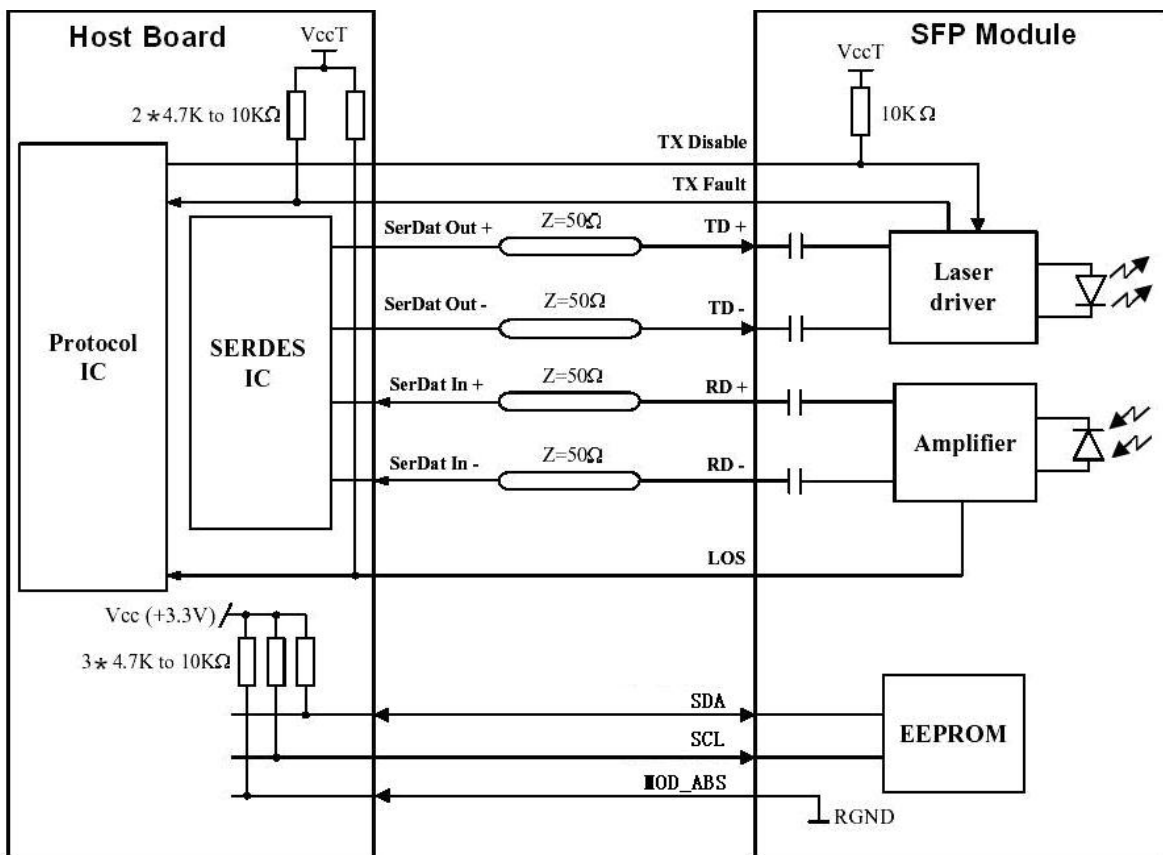 Host Board
SFP Module
VccT
VccT
2*4.7K to 10KΩ
10K Ω
TX Disable
TX Fault
SerDat Out +
Z=50Ω
TD +
Laser
driver
SerDat Out -
Z=50Ω
TD -
Protocol
IC
SERDES
IC
SerDat In +
Z=50Ω
RD +
Amplifier
SerDat In -
Z=50Ω
RD -
LOS
Vcc (+3.3V)
3*4.7K to 10KΩ
SDA
SCL
EEPROM
MOD_ABS
RGND